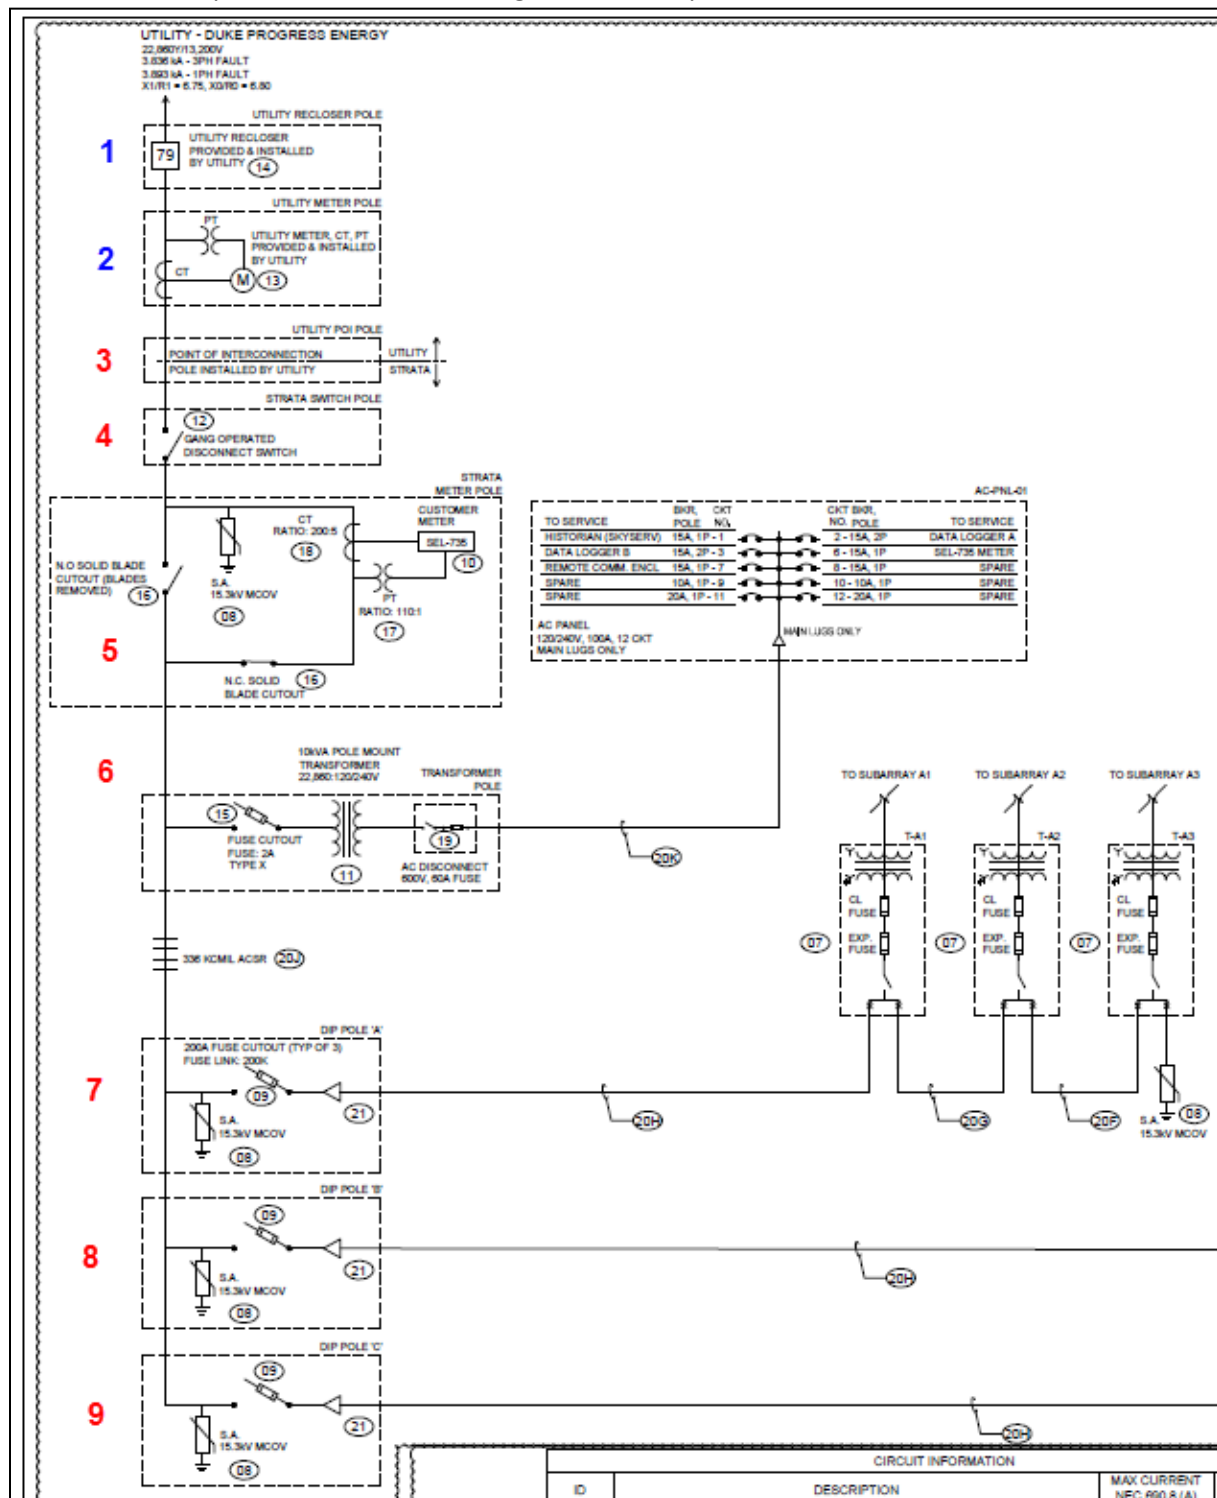 UTILITY - DUKE PROGRESS ENERGY
22,860Y/13,200V
3.836 kA - 3PH FAULT
3.893 kA - 1PH FAULT
X1/R1 = 6.75, X0/R0 = 6.80
UTILITY RECLOSER POLE
1
79
UTILITY RECLOSER
PROVIDED & INSTALLED
BY UTILITY 14
UTILITY METER POLE
2
PT
UTILITY METER, CT, PT
PROVIDED & INSTALLED
BY UTILITY
CT
M 13
UTILITY POI POLE
3
POINT OF INTERCONNECTION
POLE INSTALLED BY UTILITY
UTILITY
STRATA
STRATA SWITCH POLE
4
12
GANG OPERATED
DISCONNECT SWITCH
STRATA
METER POLE
5
N.O SOLID BLADE
CUTOUT (BLADES
REMOVED) 16
S.A.
15.3kV MCOV
08
CT
RATIO: 200:5
18
CUSTOMER
METER
SEL-735
10
PT
RATIO: 110:1
17
N.C. SOLID
BLADE CUTOUT
16
AC-PNL-01
TO SERVICE BKR, POLE CKT NO. CKT NO. BKR, POLE TO SERVICE
HISTORIAN (SKYSERV) 15A, 1P - 1 2 - 15A, 2P DATA LOGGER A
DATA LOGGER B 15A, 2P - 3 6 - 15A, 1P SEL-735 METER
REMOTE COMM. ENCL 15A, 1P - 7 8 - 15A, 1P SPARE
SPARE 10A, 1P - 9 10 - 10A, 1P SPARE
SPARE 20A, 1P - 11 12 - 20A, 1P SPARE
AC PANEL
120/240V, 100A, 12 CKT
MAIN LUGS ONLY
MAIN LUGS ONLY
6
10kVA POLE MOUNT
TRANSFORMER
22,860:120/240V
TRANSFORMER
POLE
15
FUSE CUTOUT
FUSE: 2A
TYPE X
11
19
AC DISCONNECT
600V, 60A FUSE
20K
TO SUBARRAY A1
TO SUBARRAY A2
TO SUBARRAY A3
T-A1
T-A2
T-A3
CL
FUSE
EXP.
FUSE
07
CL
FUSE
EXP.
FUSE
07
CL
FUSE
EXP.
FUSE
07
336 KCMIL ACSR 20J
DIP POLE 'A'
7
200A FUSE CUTOUT (TYP OF 3)
FUSE LINK: 200K
09
21
S.A.
15.3kV MCOV
08
20H
20G
20F
S.A.
15.3kV MCOV
08
DIP POLE 'B'
8
09
21
S.A.
15.3kV MCOV
08
20H
DIP POLE 'C'
9
09
21
S.A.
15.3kV MCOV
08
20H
CIRCUIT INFORMATION
ID
DESCRIPTION
MAX CURRENT
NEC 690.8 (A)